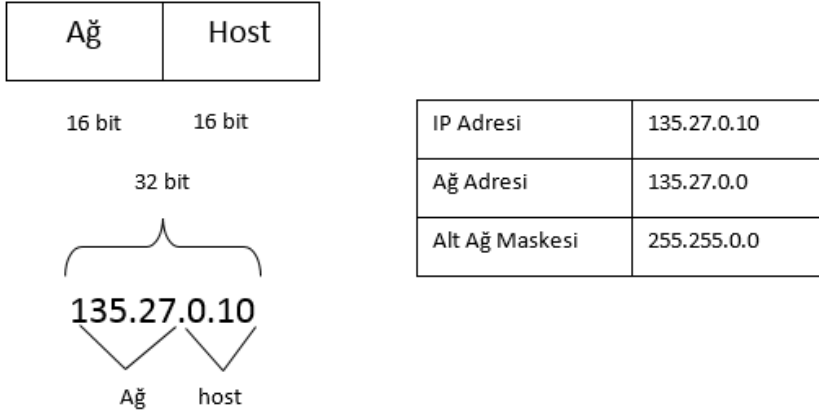 Ağ Host
16 bit 16 bit
32 bit
135.27.0.10
Ağ host
IP Adresi 135.27.0.10
Ağ Adresi 135.27.0.0
Alt Ağ Maskesi 255.255.0.0